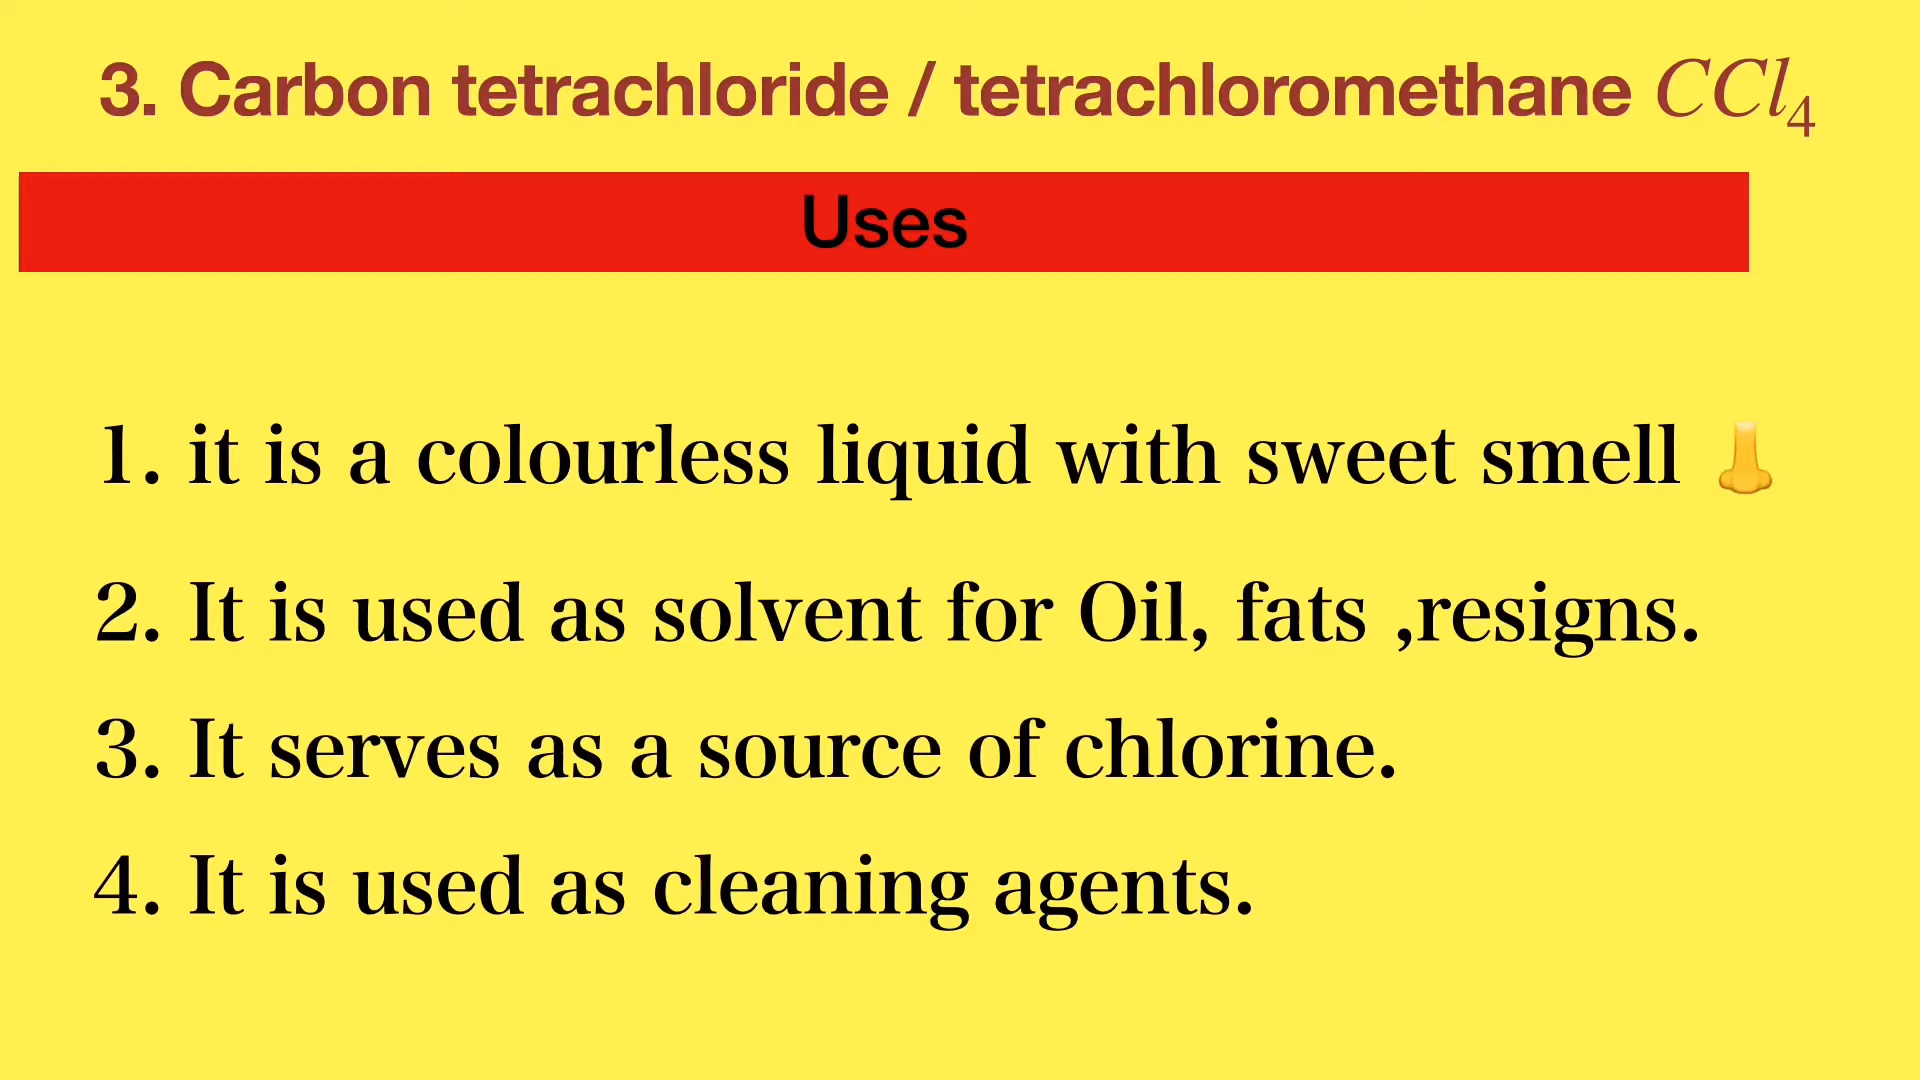 3. Carbon tetrachloride / tetrachloromethane CCl₄
Uses
1. it is a colourless liquid with sweet smell 👃
2. It is used as solvent for Oil, fats ,resigns.
3. It serves as a source of chlorine.
4. It is used as cleaning agents.